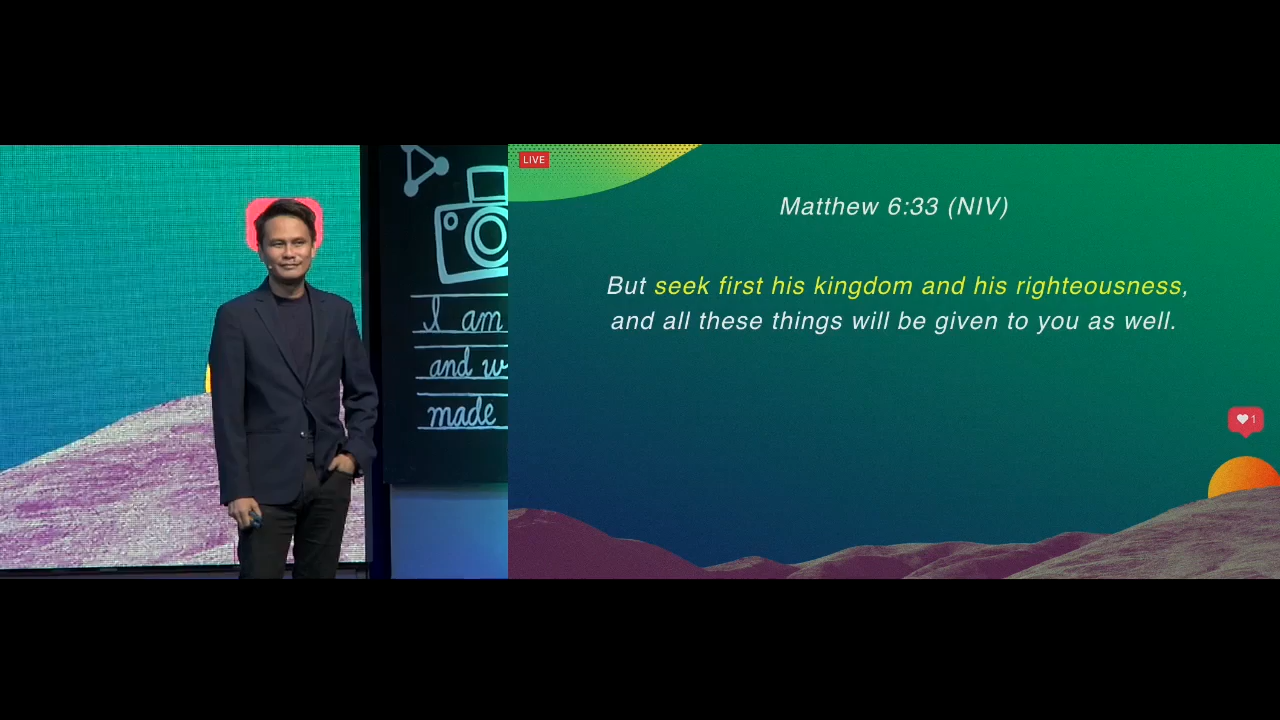 I am
and w
made
LIVE
Matthew 6:33 (NIV)
But seek first his kingdom and his righteousness,
and all these things will be given to you as well.
1